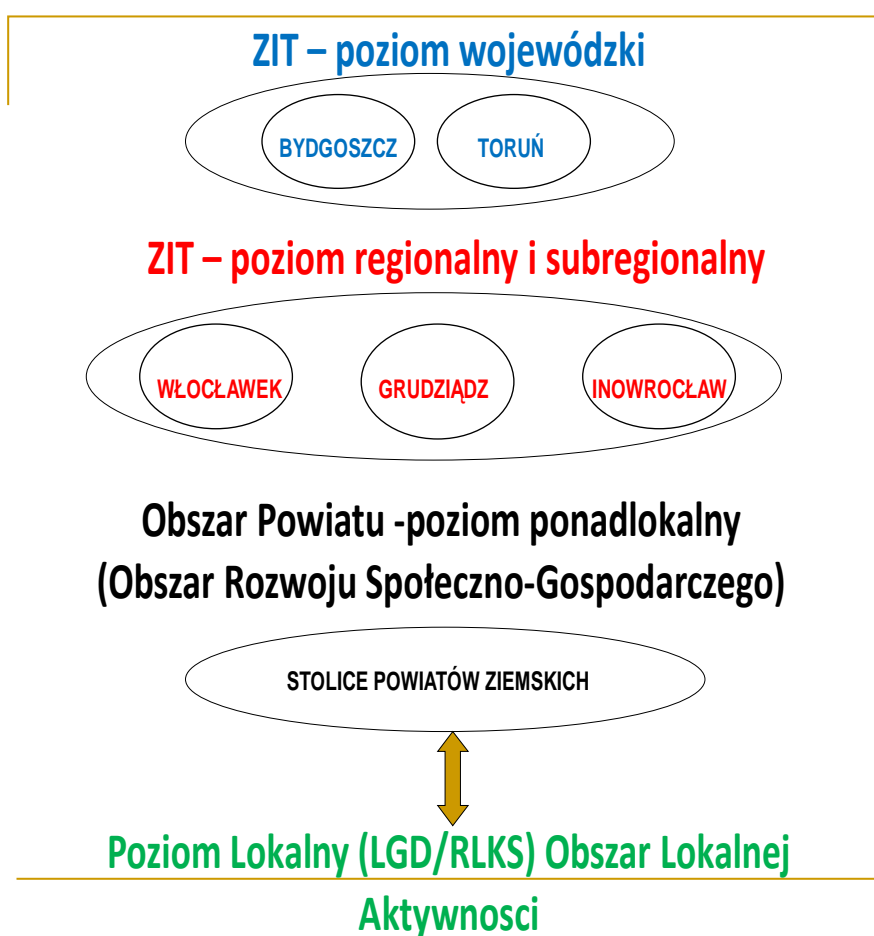 ZIT – poziom wojewódzki
BYDGOSZCZ
TORUŃ
ZIT – poziom regionalny i subregionalny
WŁOCŁAWEK
GRUDZIĄDZ
INOWROCŁAW
Obszar Powiatu -poziom ponadlokalny
(Obszar Rozwoju Społeczno-Gospodarczego)
STOLICE POWIATÓW ZIEMSKICH
Poziom Lokalny (LGD/RLKS) Obszar Lokalnej
Aktywnosci